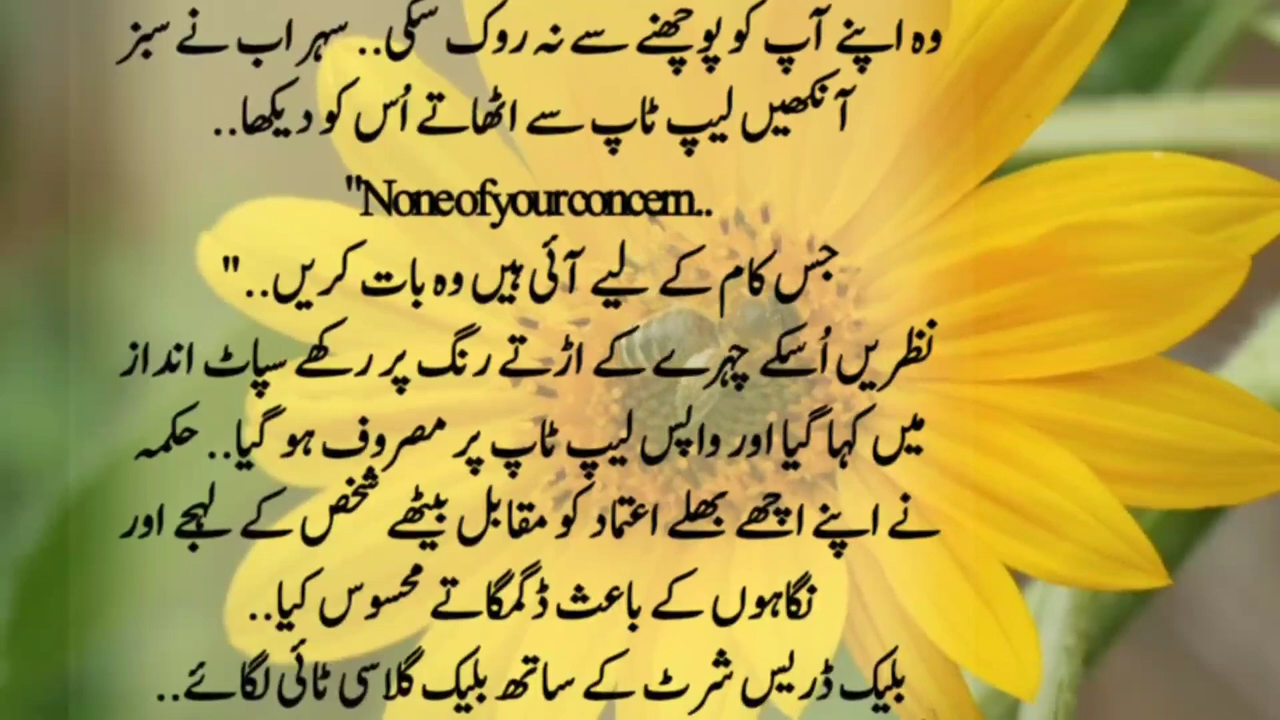 وہ اپنے آپ کو پوچھنے سے نہ روک سکی.. سہراب نے سبز
آنکھیں لیپ ٹاپ سے اٹھاتے اُس کو دیکھا..
"None of your concern..
جس کام کے لیے آئی ہیں وہ بات کریں.."
نظریں اُسکے چہرے کے اڑتے رنگ پر رکھے سپاٹ انداز
میں کہا گیا اور واپس لیپ ٹاپ پر مصروف ہو گیا.. حکمہ
نے اپنے اچھے بھلے اعتماد کو مقابل بیٹھے شخص کے لہجے اور
نگاہوں کے باعث ڈگمگاتے محسوس کیا..
بلیک ڈریس شرٹ کے ساتھ بلیک گلاسی ٹائی لگائے..